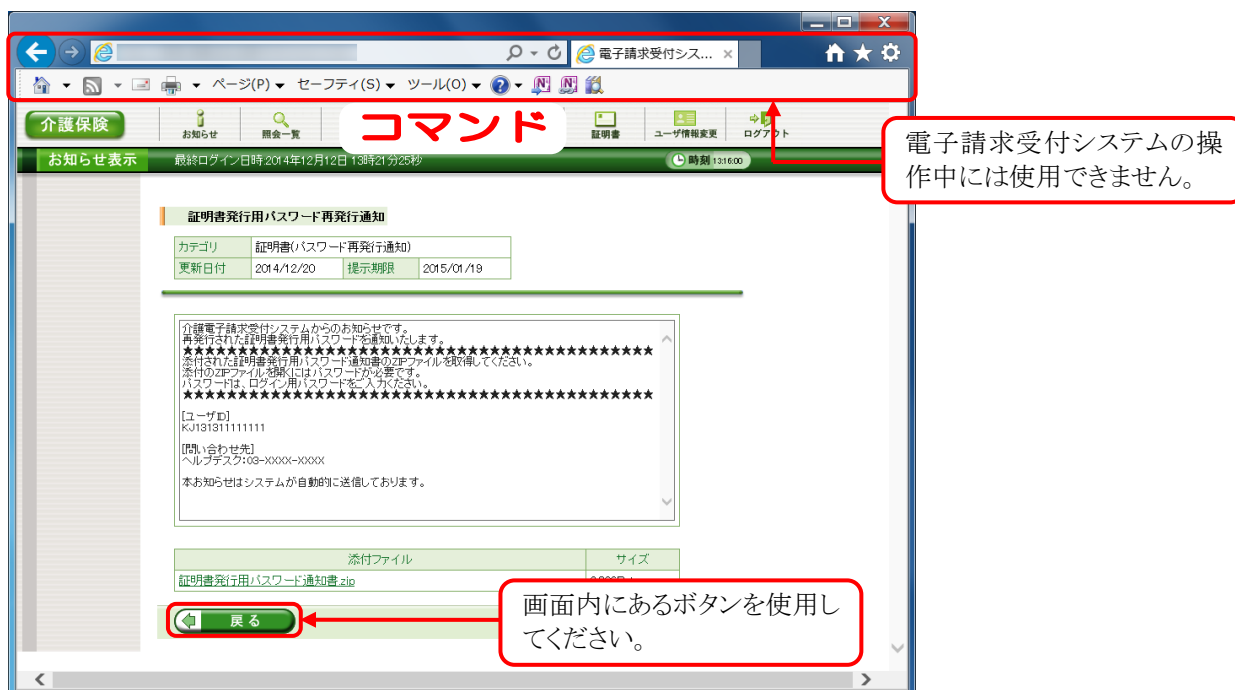 電子請求受付シス...
ページ(P) セーフティ(S) ツール(O)
コマンド
介護保険
お知らせ 照会一覧 証明書 ユーザ情報変更 ログアウト
電子請求受付システムの操
作中には使用できません。
お知らせ表示 最終ログイン日時:2014年12月12日 13時21分25秒 時刻 13:16:00
証明書発行用パスワード再発行通知
カテゴリ 証明書(パスワード再発行通知)
更新日付 2014/12/20 提示期限 2015/01/19
介護電子請求受付システムからのお知らせです。
再発行された証明書発行用パスワードを通知いたします。
★★★★★★★★★★★★★★★★★★★★★★★★★★★★★★★★★★★★★★★★
添付された証明書発行用パスワード通知書のZIPファイルを取得してください。
添付のZIPファイルを開くにはパスワードが必要です。
パスワードは、ログイン用パスワードをご入力ください。
★★★★★★★★★★★★★★★★★★★★★★★★★★★★★★★★★★★★★★★★
[ユーザID]
KJ131311111111
[問い合わせ先]
ヘルプデスク:03-XXXX-XXXX
本お知らせはシステムが自動的に送信しております。
添付ファイル サイズ
証明書発行用パスワード通知書.zip
画面内にあるボタンを使用し
てください。
戻る